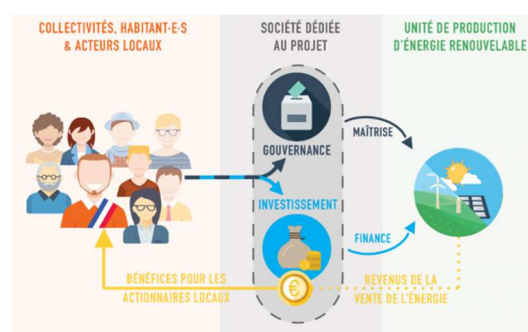 COLLECTIVITÉS, HABITANT·E·S
& ACTEURS LOCAUX
SOCIÉTÉ DÉDIÉE
AU PROJET
UNITÉ DE PRODUCTION
D'ÉNERGIE RENOUVELABLE
GOUVERNANCE
MAÎTRISE
INVESTISSEMENT
FINANCE
€
BÉNÉFICES POUR LES
ACTIONNAIRES LOCAUX
REVENUS DE LA
VENTE DE L'ÉNERGIE